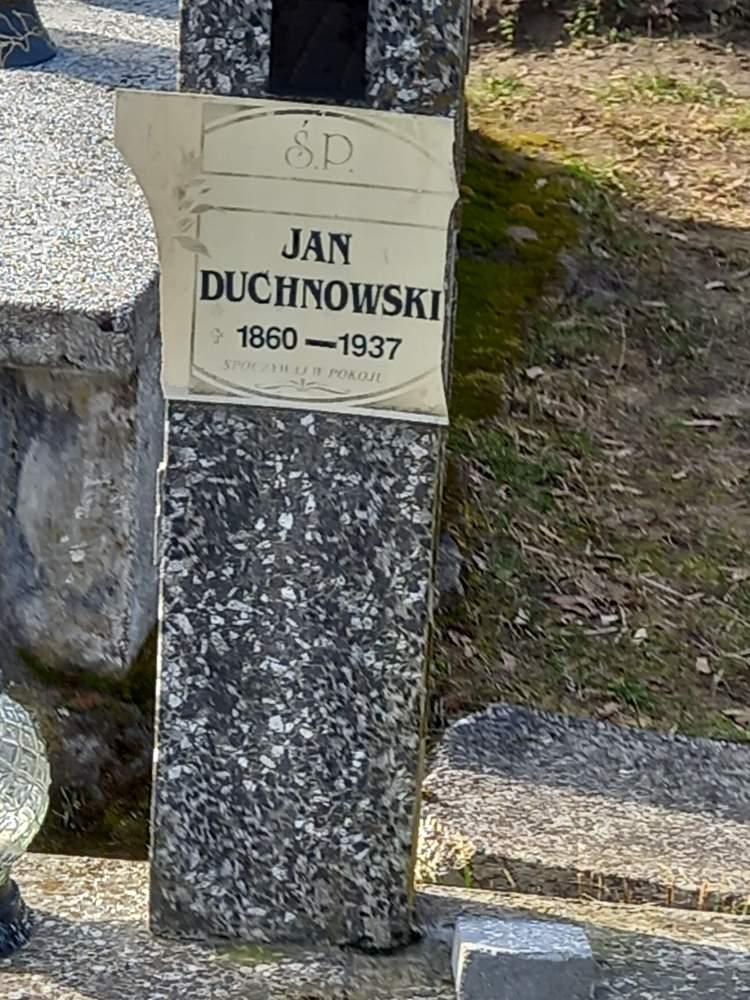 Ś.P.
JAN
DUCHNOWSKI
✞ 1860 — 1937
SPOCZYWAJ W POKOJU